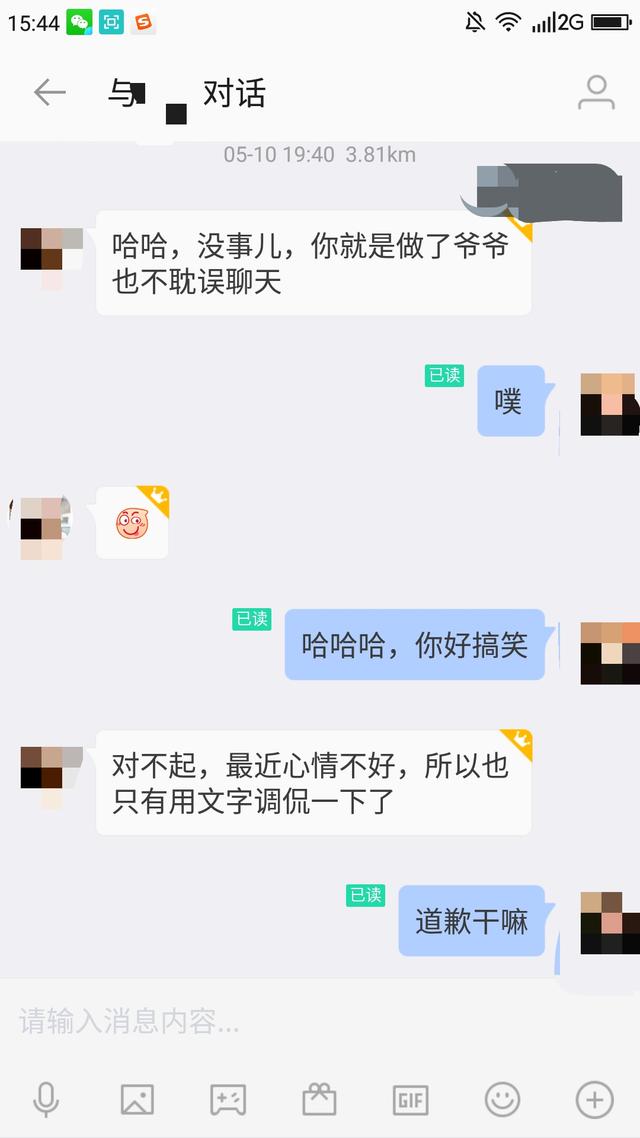 15:44 2G
与 对话
05-10 19:40 3.81km
哈哈，没事儿，你就是做了爷爷
也不耽误聊天
已读
噗
已读
哈哈哈，你好搞笑
对不起，最近心情不好，所以也
只有用文字调侃一下了
已读
道歉干嘛
请输入消息内容...
GIF